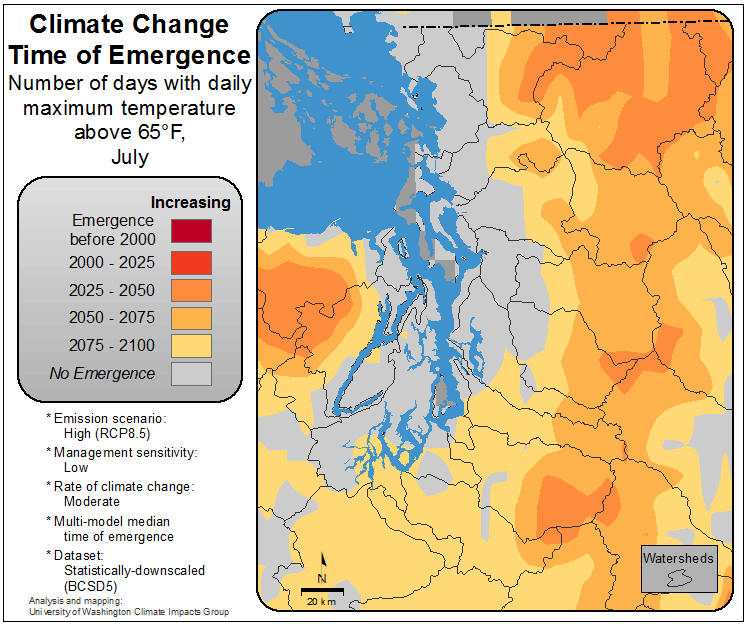 Climate Change
Time of Emergence
Number of days with daily
maximum temperature
above 65°F,
July
Increasing
Emergence
before 2000
2000 - 2025
2025 - 2050
2050 - 2075
2075 - 2100
No Emergence
* Emission scenario:
High (RCP8.5)
* Management sensitivity:
Low
* Rate of climate change:
Moderate
* Multi-model median
time of emergence
* Dataset:
Statistically-downscaled
(BCSD5)
Analysis and mapping:
University of Washington Climate Impacts Group
N
20 km
Watersheds